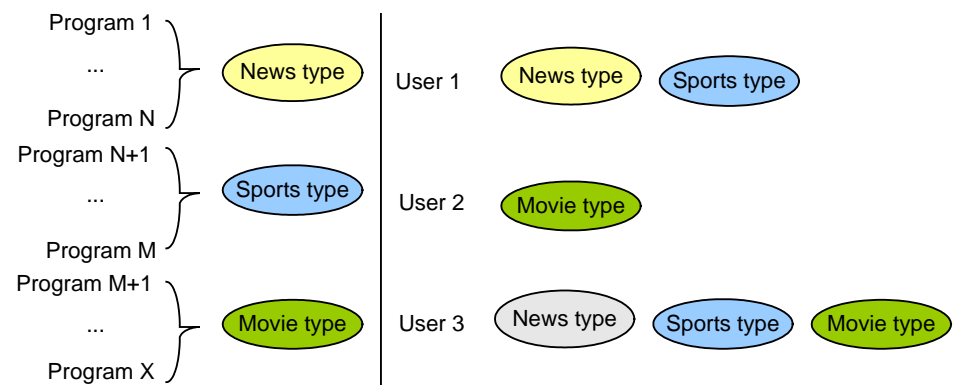 Program 1
...
Program N
News type
Program N+1
...
Program M
Sports type
Program M+1
...
Program X
Movie type
User 1
News type
Sports type
User 2
Movie type
User 3
News type
Sports type
Movie type